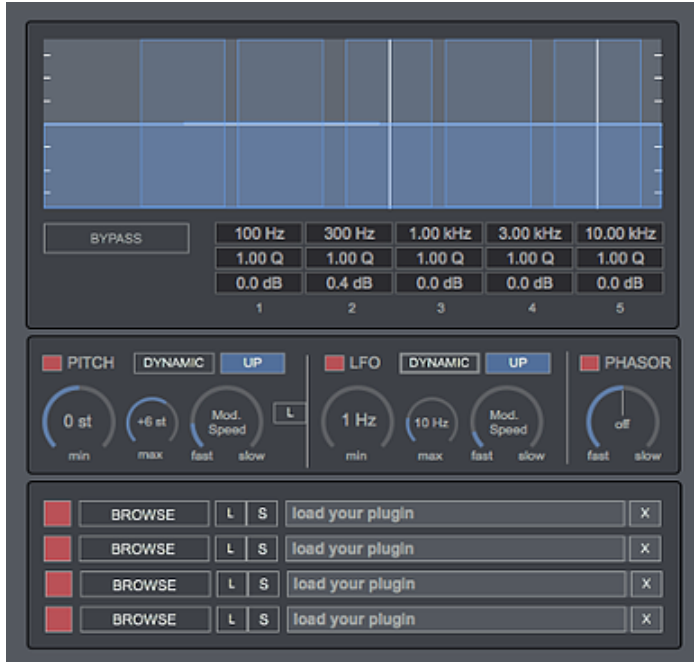 BYPASS 100 Hz 300 Hz 1.00 kHz 3.00 kHz 10.00 kHz
1.00 Q 1.00 Q 1.00 Q 1.00 Q 1.00 Q
0.0 dB 0.4 dB 0.0 dB 0.0 dB 0.0 dB
1 2 3 4 5
PITCH DYNAMIC UP LFO DYNAMIC UP PHASOR
0 st +6 st Mod. Speed L 1 Hz 10 Hz Mod. Speed off
min max fast slow min max fast slow fast slow
BROWSE L S load your plugin X
BROWSE L S load your plugin X
BROWSE L S load your plugin X
BROWSE L S load your plugin X